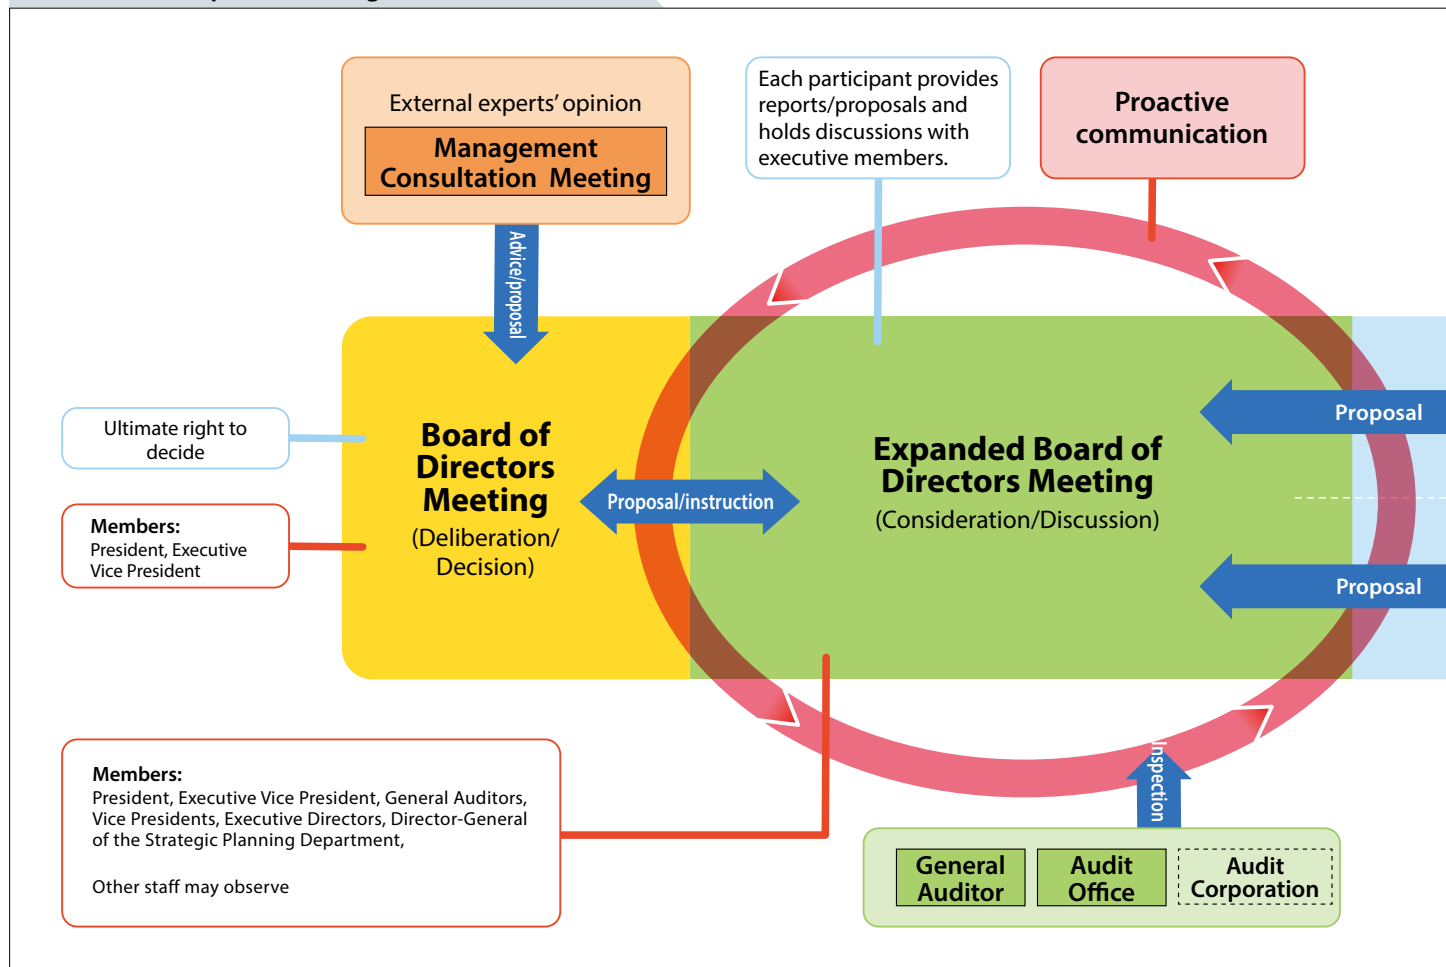 External experts' opinion
Management
Consultation Meeting
Each participant provides
reports/proposals and
holds discussions with
executive members.
Proactive
communication
Advice/proposal
Ultimate right to
decide
Members:
President, Executive
Vice President
Board of
Directors
Meeting
(Deliberation/
Decision)
Proposal/instruction
Expanded Board of
Directors Meeting
(Consideration/Discussion)
Proposal
Proposal
Members:
President, Executive Vice President, General Auditors,
Vice Presidents, Executive Directors, Director-General
of the Strategic Planning Department,
Other staff may observe
Inspection
General
Auditor
Audit
Office
Audit
Corporation